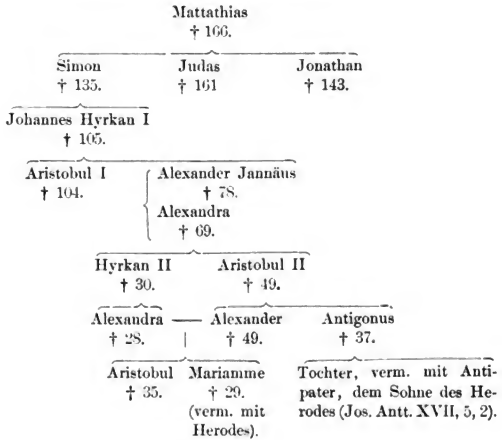 Mattathias
† 166.
Simon Judas Jonathan
† 135. † 161 † 143.
Johannes Hyrkan I
† 105.
Aristobul I Alexander Jannäus
† 104. † 78.
Alexandra
† 69.
Hyrkan II Aristobul II
† 30. † 49.
Alexandra — Alexander Antigonus
† 28. † 49. † 37.
Aristobul Mariamme Tochter, verm. mit Anti-
† 35. † 29. pater, dem Sohne des He-
(verm. mit rodes (Jos. Antt. XVII, 5, 2).
Herodes).